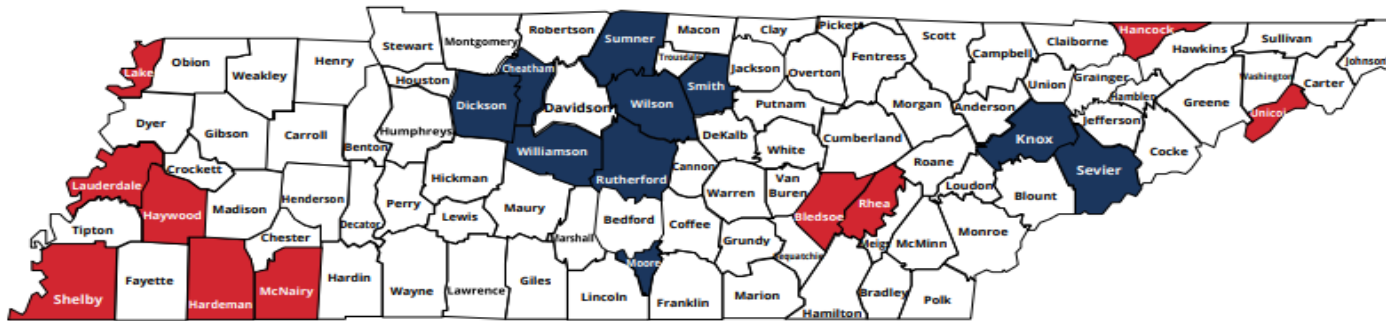 Lake
Obion
Weakley
Henry
Stewart
Montgomery
Robertson
Sumner
Macon
Clay
Pickett
Scott
Campbell
Claiborne
Hancock
Hawkins
Sullivan
Johnson
Houston
Dickson
Cheatham
Davidson
Wilson
Trousdale
Smith
Jackson
Overton
Fentress
Morgan
Anderson
Union
Grainger
Hamblen
Greene
Washington
Unicoi
Carter
Dyer
Gibson
Carroll
Benton
Humphreys
Williamson
Rutherford
DeKalb
Putnam
White
Cumberland
Roane
Knox
Jefferson
Sevier
Cocke
Lauderdale
Crockett
Haywood
Madison
Henderson
Decator
Perry
Hickman
Lewis
Maury
Marshall
Bedford
Cannon
Coffee
Warren
Van
Buren
Bledsoe
Rhea
Meigs
Loudon
Blount
Monroe
McMinn
Tipton
Shelby
Fayette
Hardeman
Chester
McNairy
Hardin
Wayne
Lawrence
Giles
Lincoln
Moore
Franklin
Grundy
Marion
Sequatchie
Hamilton
Bradley
Polk